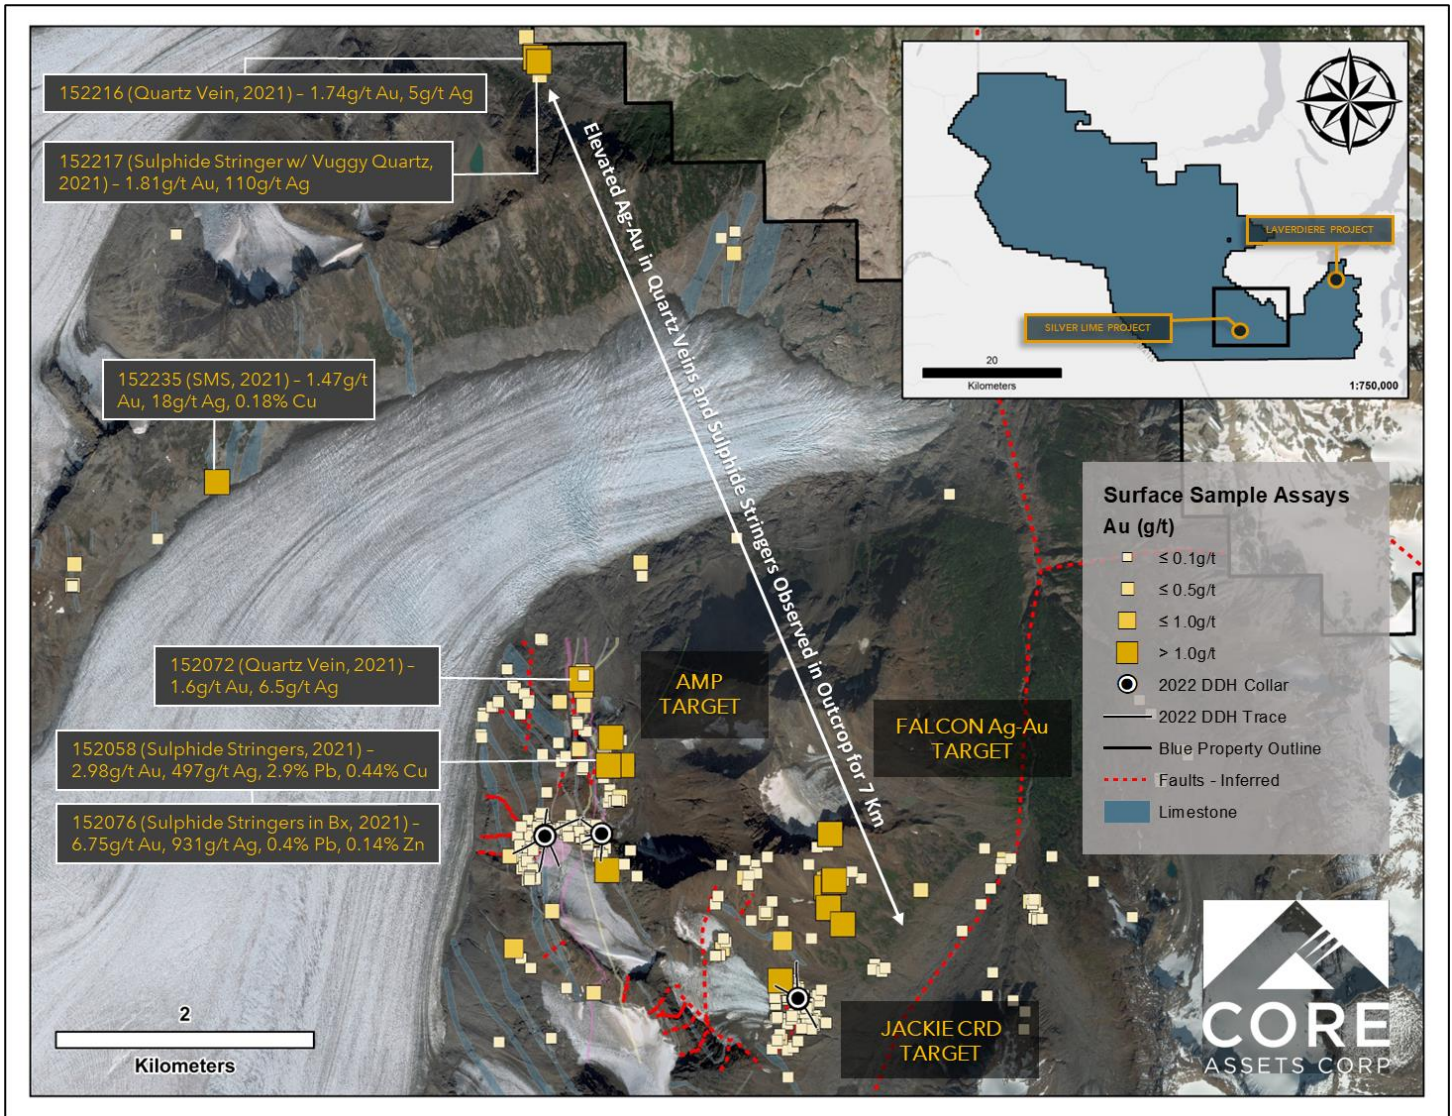 152216 (Quartz Vein, 2021) – 1.74g/t Au, 5g/t Ag
152217 (Sulphide Stringer w/ Vuggy Quartz,
2021) – 1.81g/t Au, 110g/t Ag
Elevated Ag-Au in Quartz Veins and Sulphide Stringers Observed in Outcrop for 7 Km
LAVERDIERE PROJECT
SILVER LIME PROJECT
20
Kilometers
1:750,000
152235 (SMS, 2021) – 1.47g/t
Au, 18g/t Ag, 0.18% Cu
Surface Sample Assays
Au (g/t)
≤ 0.1g/t
≤ 0.5g/t
≤ 1.0g/t
> 1.0g/t
2022 DDH Collar
2022 DDH Trace
Blue Property Outline
Faults - Inferred
Limestone
152072 (Quartz Vein, 2021) –
1.6g/t Au, 6.5g/t Ag
AMP
TARGET
FALCON Ag-Au
TARGET
152058 (Sulphide Stringers, 2021) –
2.98g/t Au, 497g/t Ag, 2.9% Pb, 0.44% Cu
152076 (Sulphide Stringers in Bx, 2021) –
6.75g/t Au, 931g/t Ag, 0.4% Pb, 0.14% Zn
JACKIE CRD
TARGET
2
Kilometers
CORE
ASSETS CORP